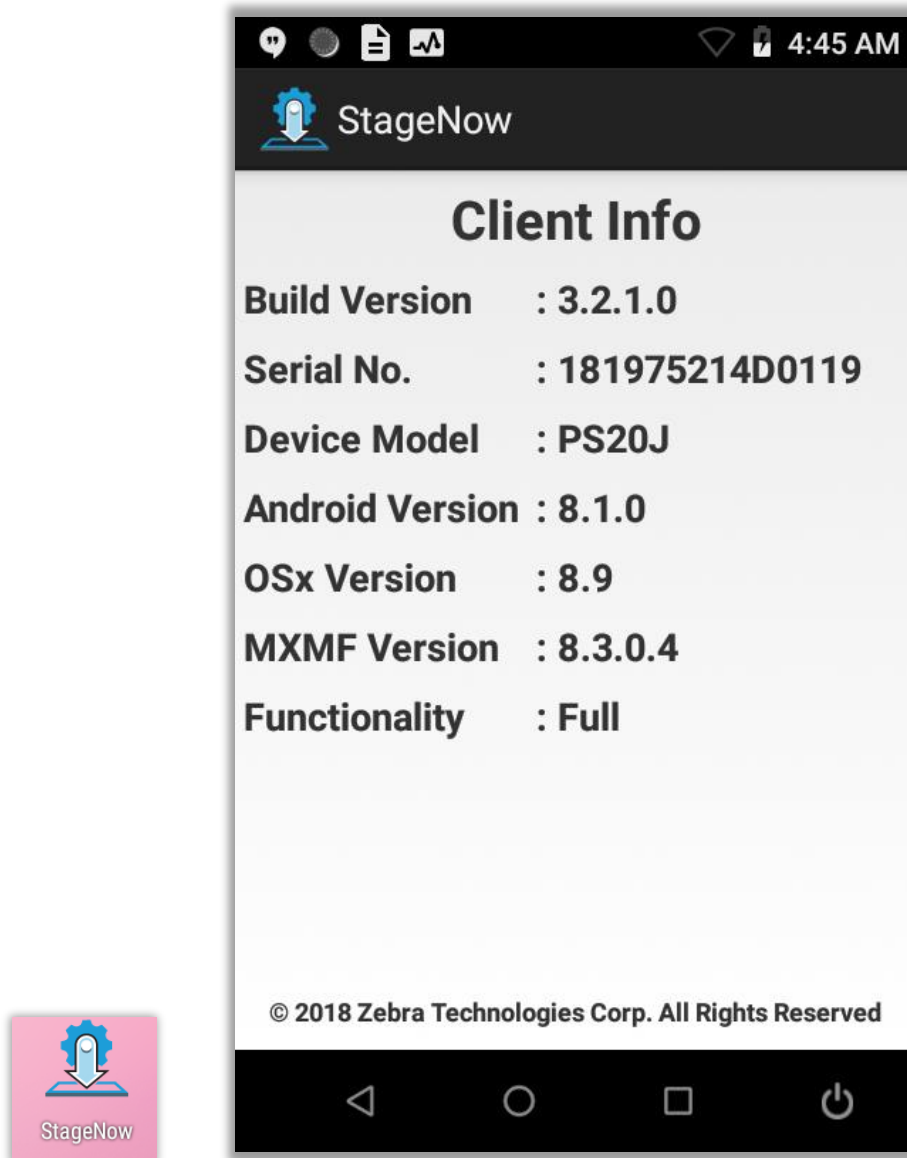 4:45 AM
StageNow
Client Info
Build Version : 3.2.1.0
Serial No. : 181975214D0119
Device Model : PS20J
Android Version : 8.1.0
OSx Version : 8.9
MXMF Version : 8.3.0.4
Functionality : Full
© 2018 Zebra Technologies Corp. All Rights Reserved
StageNow